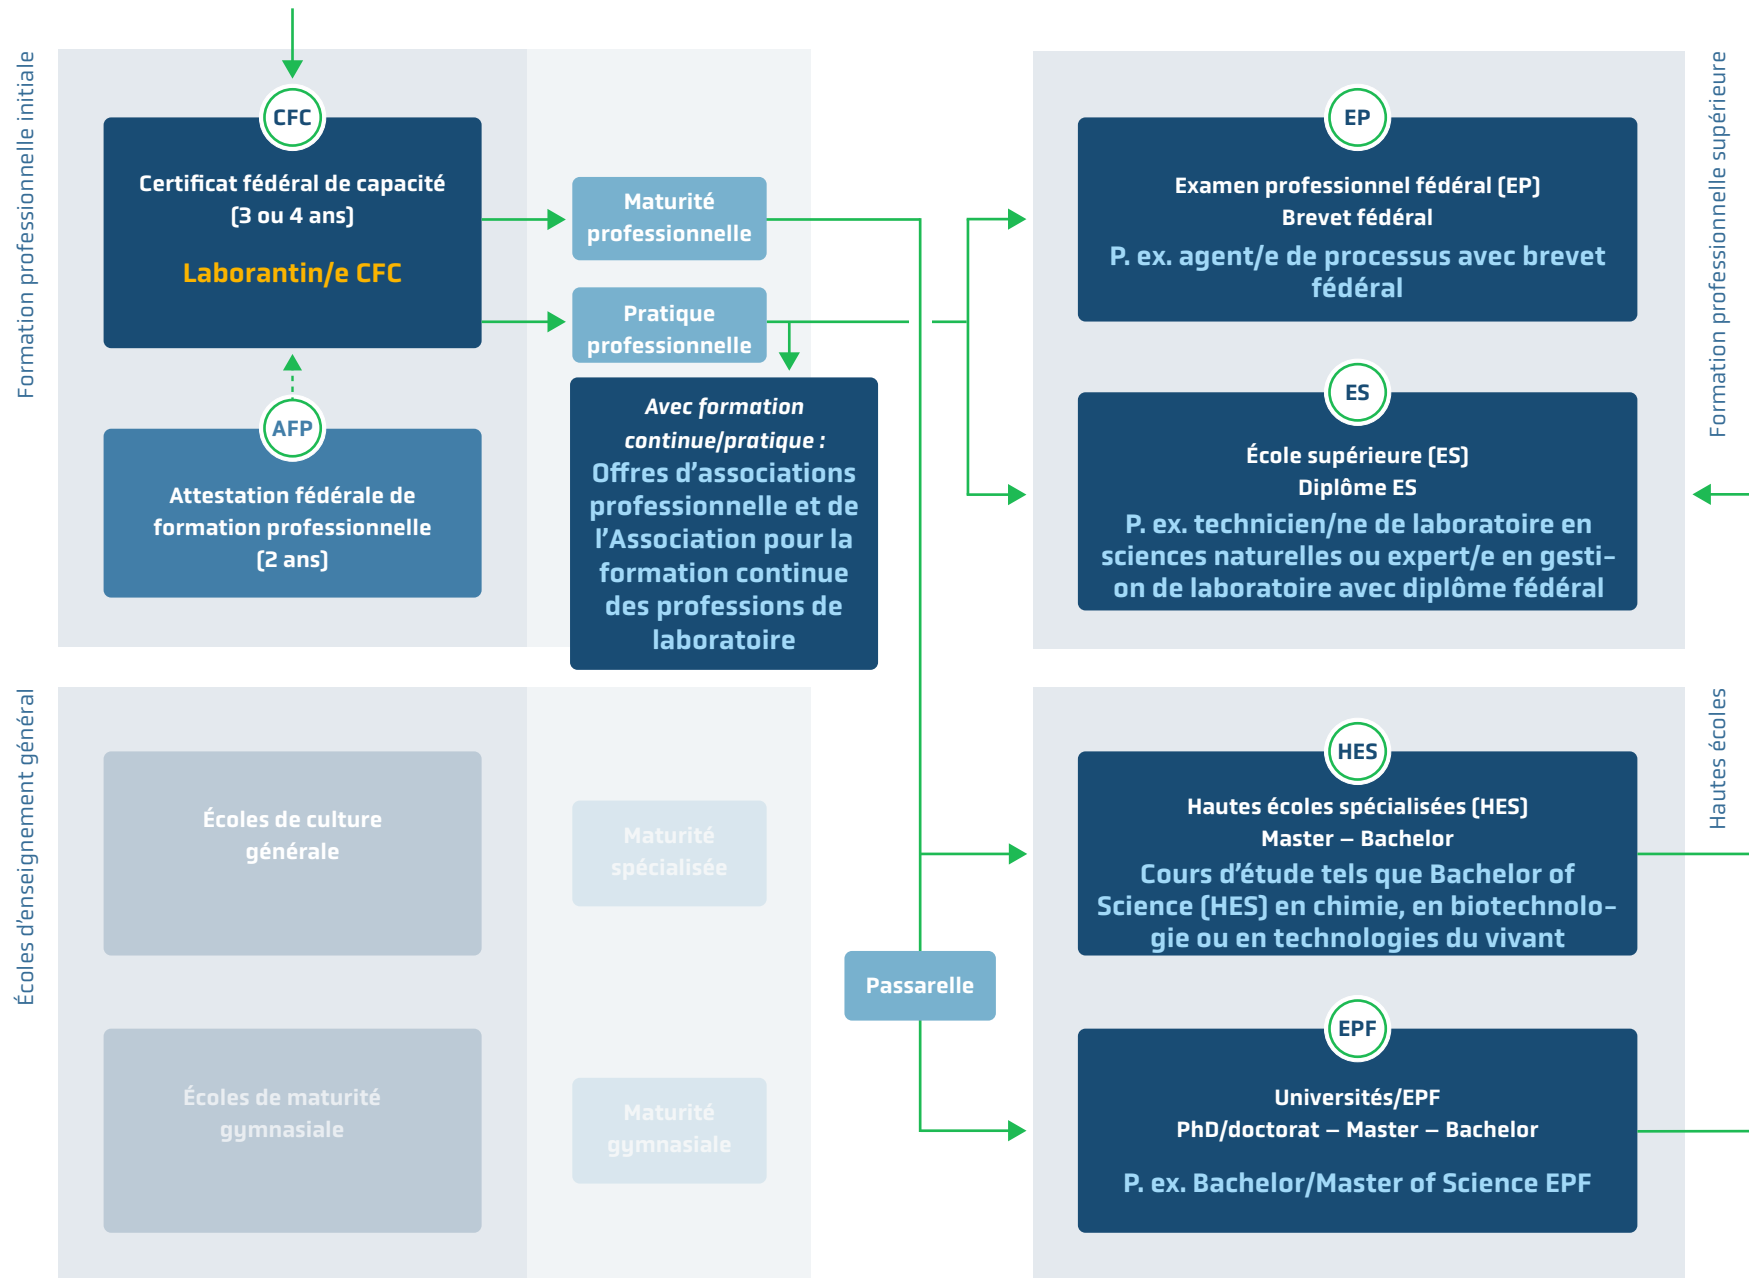 Formation professionnelle initiale
CFC
Certificat fédéral de capacité
(3 ou 4 ans)
Laborantin/e CFC
AFP
Attestation fédérale de
formation professionnelle
(2 ans)
Maturité
professionnelle
Pratique
professionnelle
Avec formation
continue/pratique :
Offres d’associations
professionnelle et de
l’Association pour la
formation continue
des professions de
laboratoire
EP
Examen professionnel fédéral (EP)
Brevet fédéral
P. ex. agent/e de processus avec brevet
fédéral
ES
École supérieure (ES)
Diplôme ES
P. ex. technicien/ne de laboratoire en
sciences naturelles ou expert/e en gesti-
on de laboratoire avec diplôme fédéral
Formation professionelle supérieure
Écoles d’enseignement général
Écoles de culture
générale
Maturité
spécialisée
Écoles de maturité
gymnasiale
Maturité
gymnasiale
Passarelle
HES
Hautes écoles spécialisées (HES)
Master – Bachelor
Cours d’étude tels que Bachelor of
Science (HES) en chimie, en biotechnolo-
gie ou en technologies du vivant
EPF
Universités/EPF
PhD/doctorat – Master – Bachelor
P. ex. Bachelor/Master of Science EPF
Hautes écoles